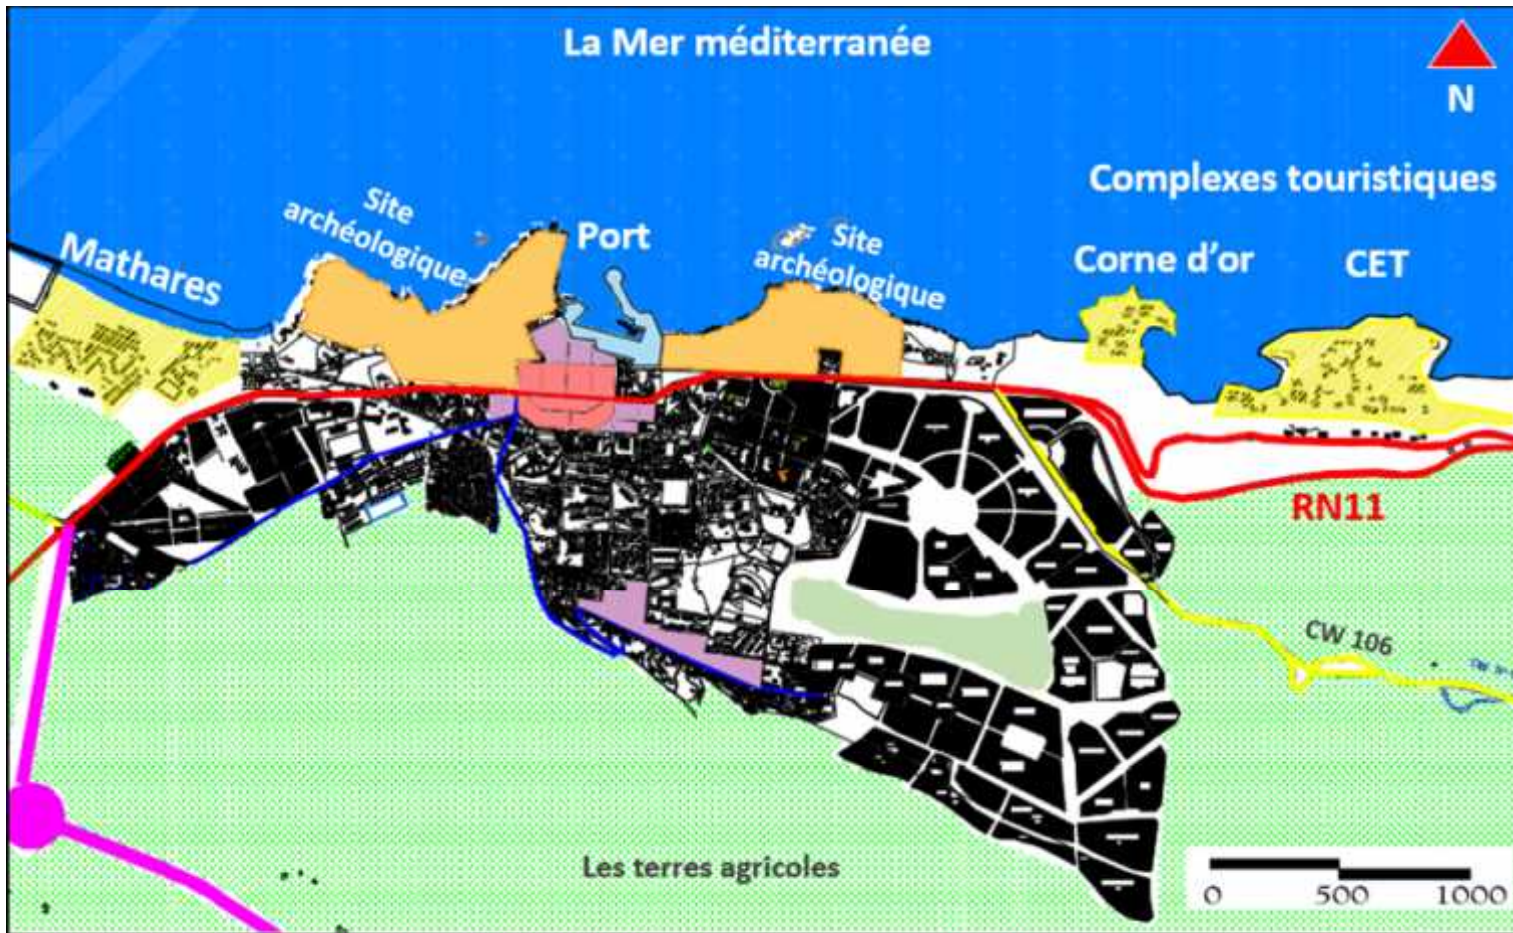 La Mer méditerranée
N
Complexes touristiques
Site
archéologique
Port
Site
archéologique
Mathares
Corne d'or
CET
RN11
CW 106
Les terres agricoles
0 500 1000